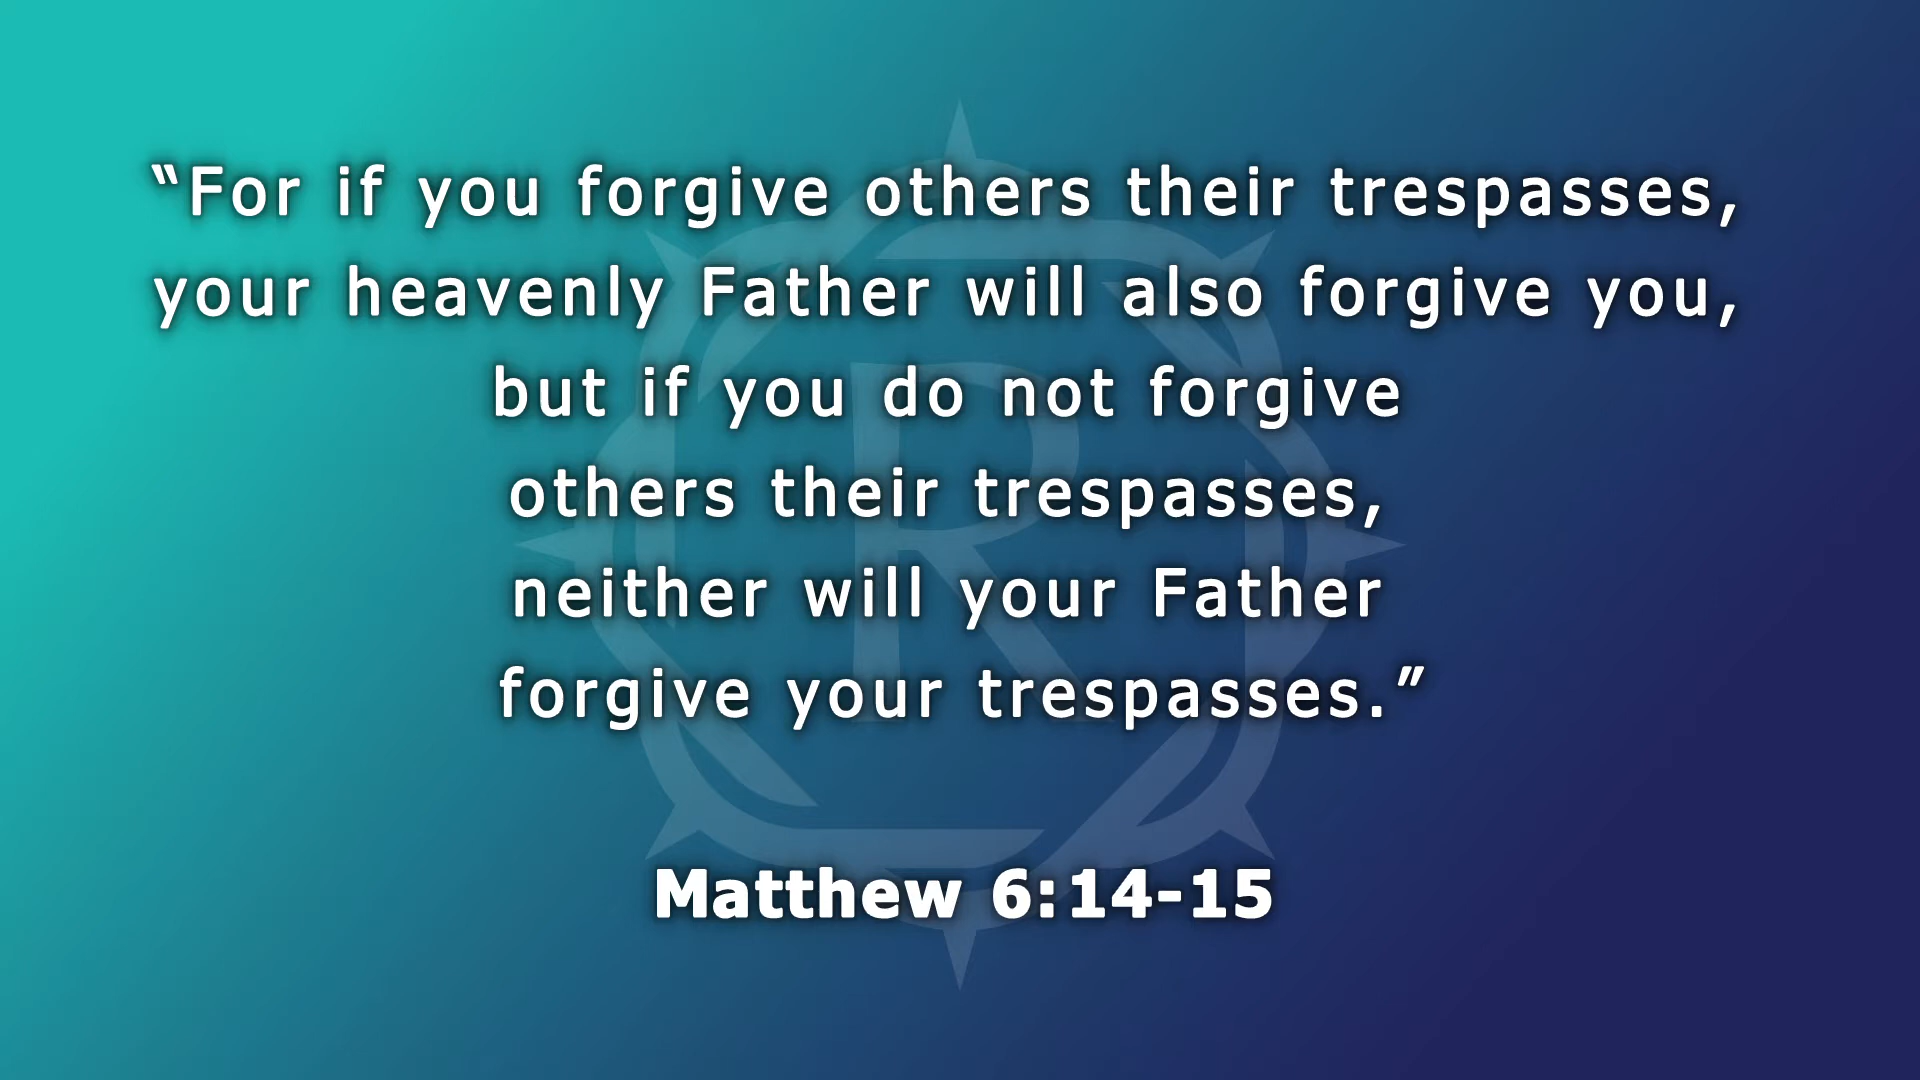 “For if you forgive others their trespasses,
your heavenly Father will also forgive you,
but if you do not forgive
others their trespasses,
neither will your Father
forgive your trespasses.”
Matthew 6:14-15
R